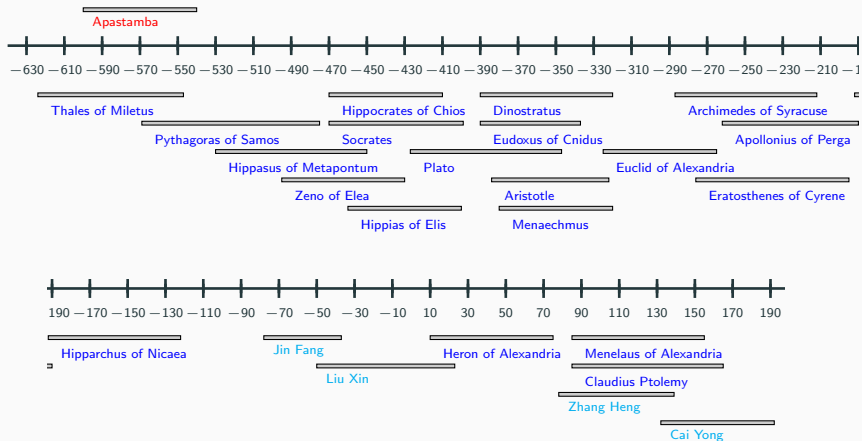 Apastamba
−630 −610 −590 −570 −550 −530 −510 −490 −470 −450 −430 −410 −390 −370 −350 −330 −310 −290 −270 −250 −230 −210 −1
Thales of Miletus Hippocrates of Chios Dinostratus Archimedes of Syracuse
Pythagoras of Samos Socrates Eudoxus of Cnidus Apollonius of Perga
Hippasus of Metapontum Plato Euclid of Alexandria
Zeno of Elea Aristotle Eratosthenes of Cyrene
Hippias of Elis Menaechmus
190 −170 −150 −130 −110 −90 −70 −50 −30 −10 10 30 50 70 90 110 130 150 170 190
Hipparchus of Nicaea Jin Fang Heron of Alexandria Menelaus of Alexandria
Liu Xin Claudius Ptolemy
Zhang Heng
Cai Yong